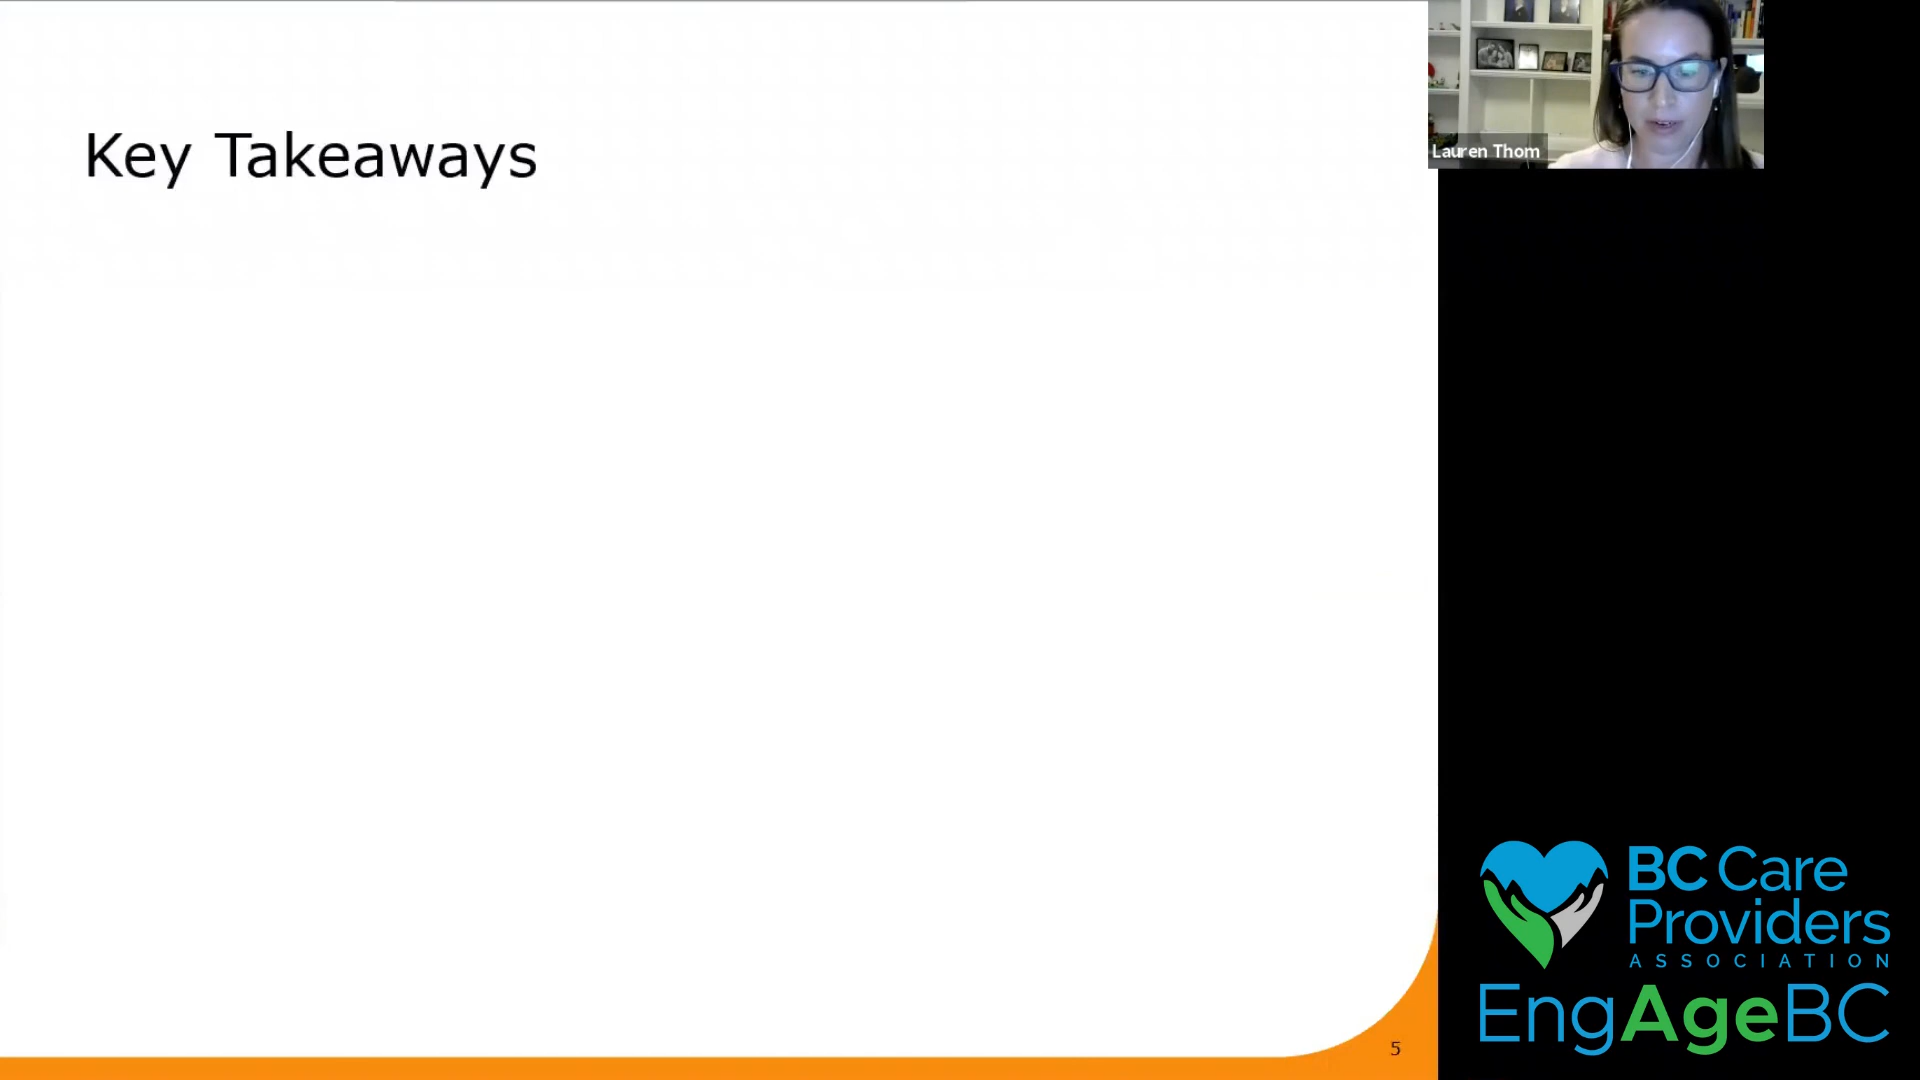 Key Takeaways
Lauren Thom
5
BC Care
Providers
ASSOCIATION
EngAgeBC